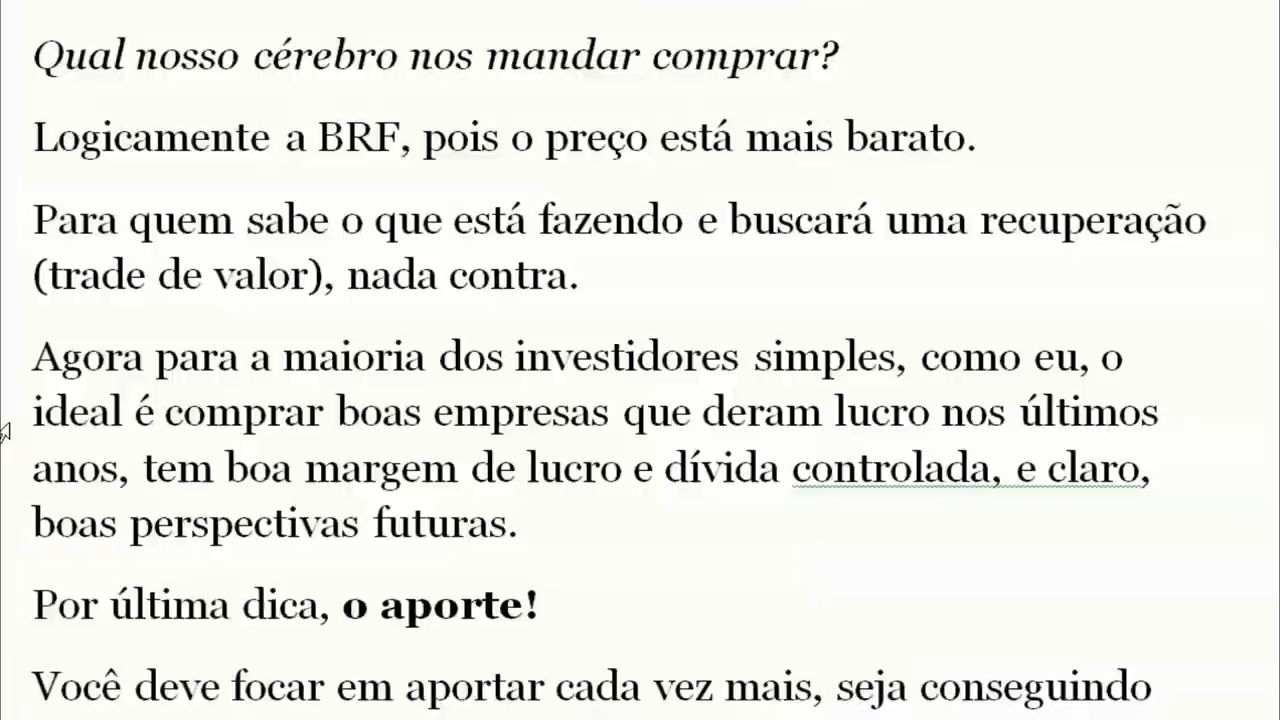 Qual nosso cérebro nos mandar comprar?
Logicamente a BRF, pois o preço está mais barato.
Para quem sabe o que está fazendo e buscará uma recuperação
(trade de valor), nada contra.
Agora para a maioria dos investidores simples, como eu, o
ideal é comprar boas empresas que deram lucro nos últimos
anos, tem boa margem de lucro e dívida controlada, e claro,
boas perspectivas futuras.
Por última dica, o aporte!
Você deve focar em aportar cada vez mais, seja conseguindo